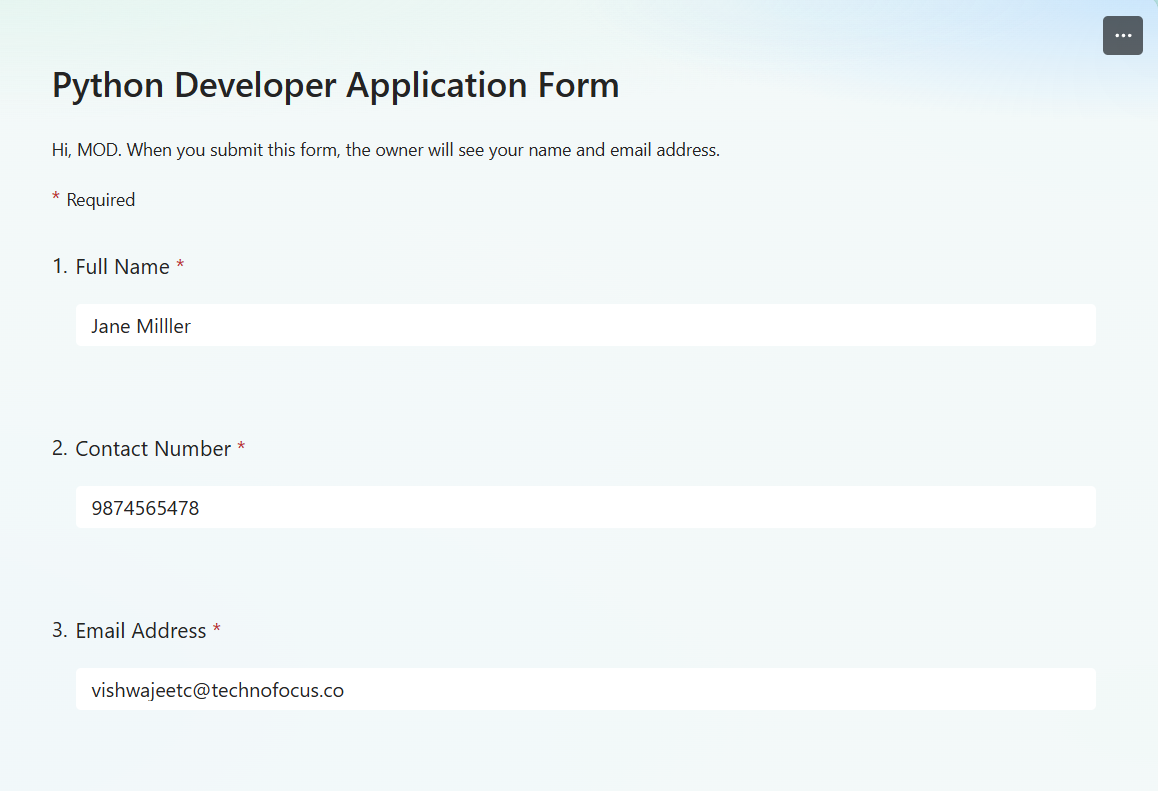 Python Developer Application Form
Hi, MOD. When you submit this form, the owner will see your name and email address.
* Required
1. Full Name *
Jane Milller
2. Contact Number *
9874565478
3. Email Address *
vishwajeetc@technofocus.co